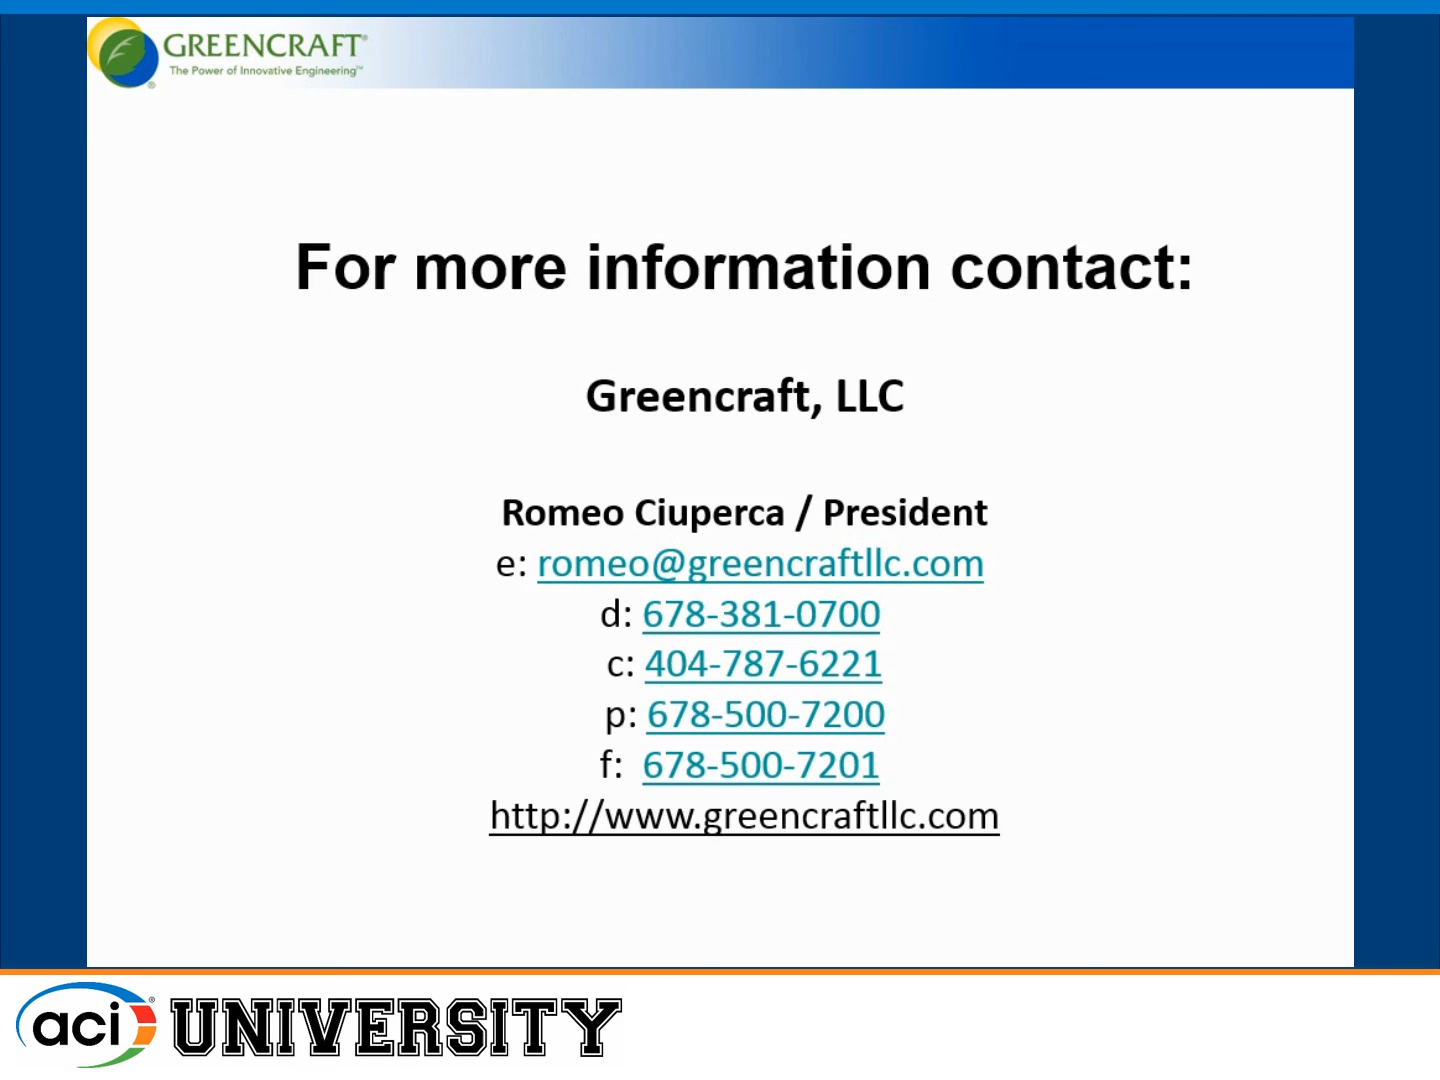 GREENCRAFT®
The Power of Innovative Engineering™
®
For more information contact:
Greencraft, LLC
Romeo Ciuperca / President
e: romeo@greencraftllc.com
d: 678-381-0700
c: 404-787-6221
p: 678-500-7200
f: 678-500-7201
http://www.greencraftllc.com
aci® UNIVERSITY